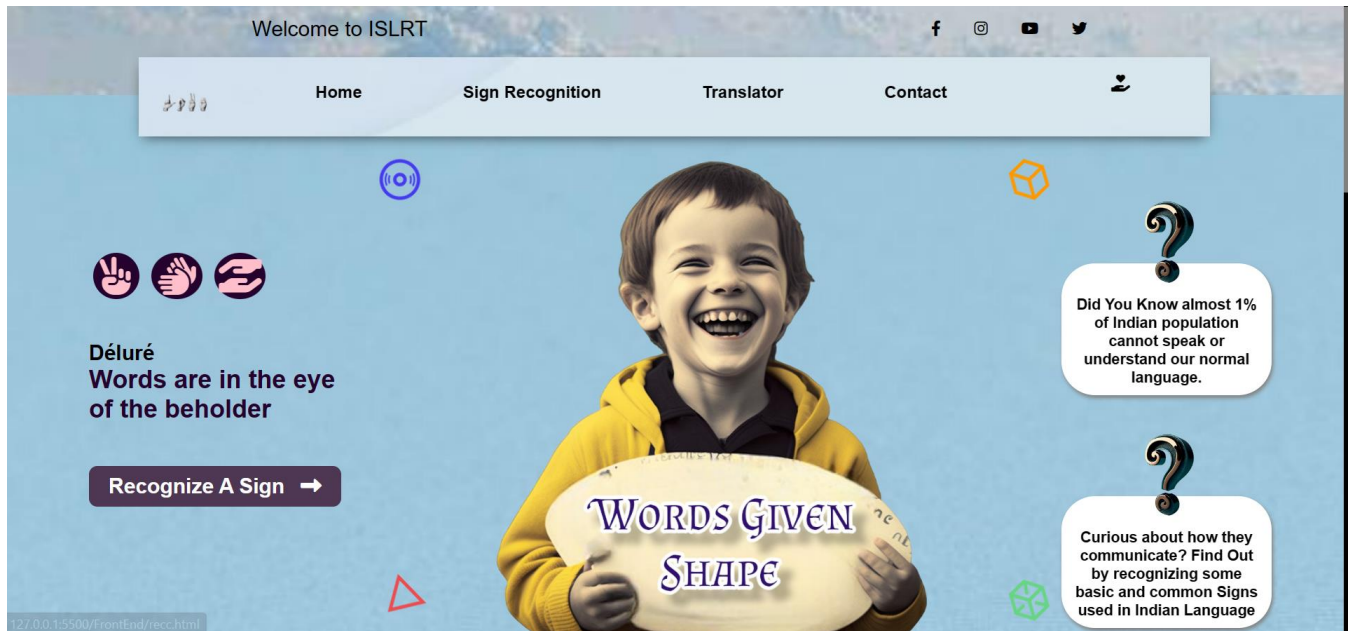 Welcome to ISLRT
Home Sign Recognition Translator Contact
Déluré
Words are in the eye
of the beholder
Recognize A Sign
WORDS GIVEN
SHAPE
Did You Know almost 1%
of Indian population
cannot speak or
understand our normal
language.
Curious about how they
communicate? Find Out
by recognizing some
basic and common Signs
used in Indian Language
127.0.0.1:5500/FrontEnd/recc.html